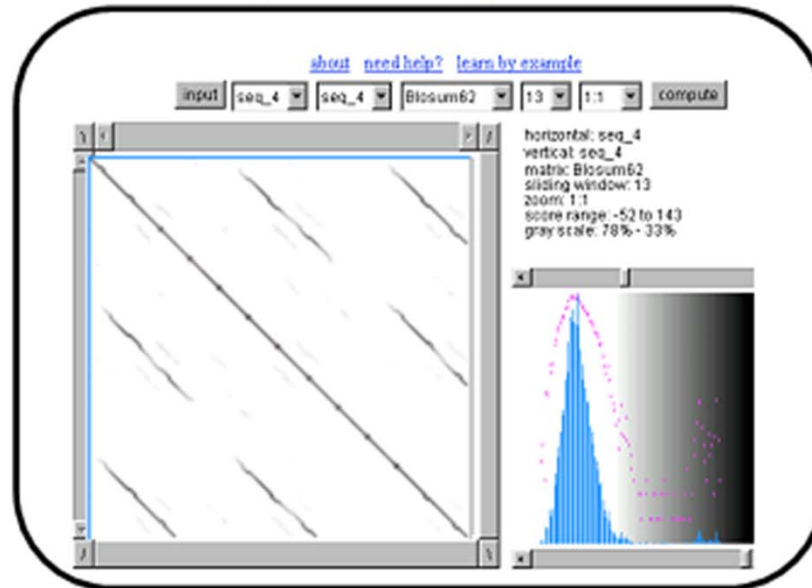 about need help? learn by example
input seq_4 seq_4 Blosum62 13 1:1 compute
horizontal: seq_4
vertical: seq_4
matrix: Blosum62
sliding window: 13
zoom: 1:1
score range: -52 to 143
gray scale: 78% - 33%